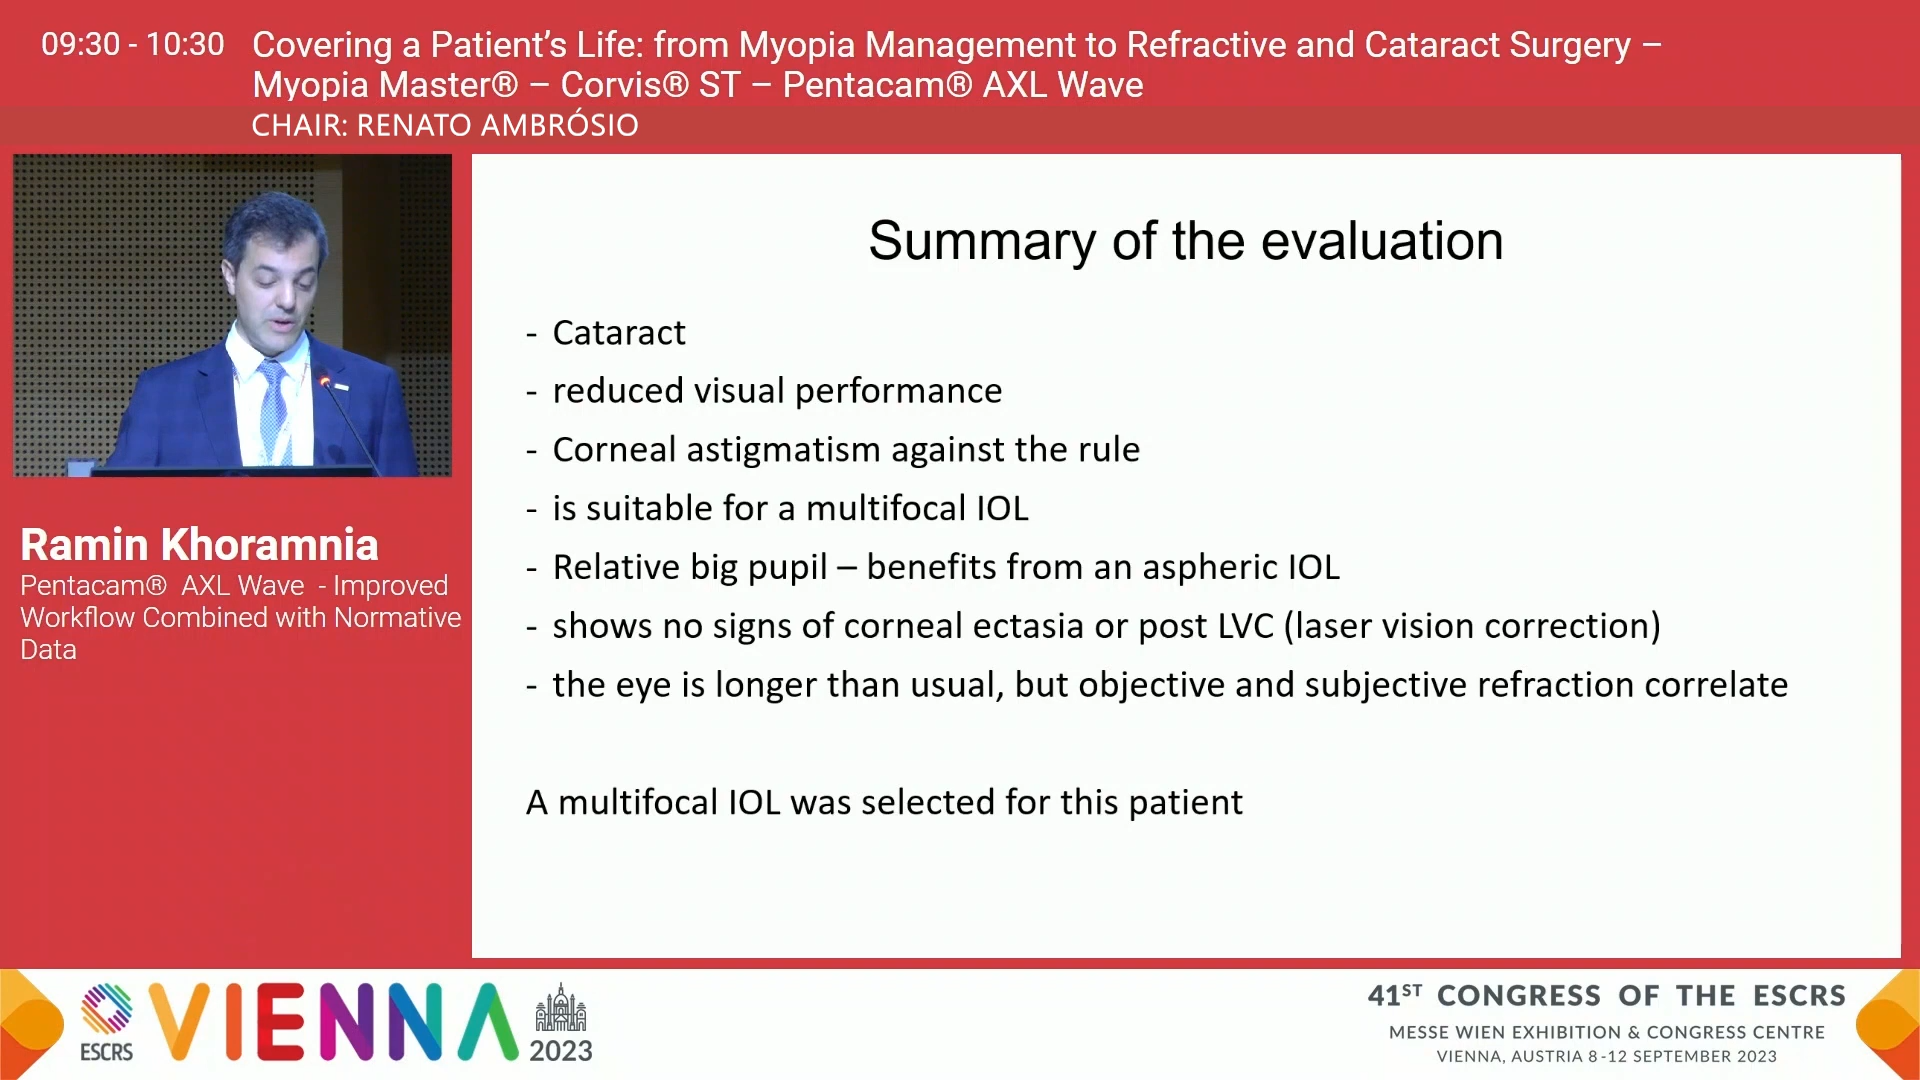 09:30 - 10:30
Covering a Patient’s Life: from Myopia Management to Refractive and Cataract Surgery –
Myopia Master® – Corvis® ST – Pentacam® AXL Wave
CHAIR: RENATO AMBRÓSIO
Ramin Khoramnia
Pentacam® AXL Wave - Improved
Workflow Combined with Normative
Data
Summary of the evaluation
- Cataract
- reduced visual performance
- Corneal astigmatism against the rule
- is suitable for a multifocal IOL
- Relative big pupil – benefits from an aspheric IOL
- shows no signs of corneal ectasia or post LVC (laser vision correction)
- the eye is longer than usual, but objective and subjective refraction correlate
A multifocal IOL was selected for this patient
ESCRS
VIENNA
2023
41ST CONGRESS OF THE ESCRS
MESSE WIEN EXHIBITION & CONGRESS CENTRE
VIENNA, AUSTRIA 8-12 SEPTEMBER 2023